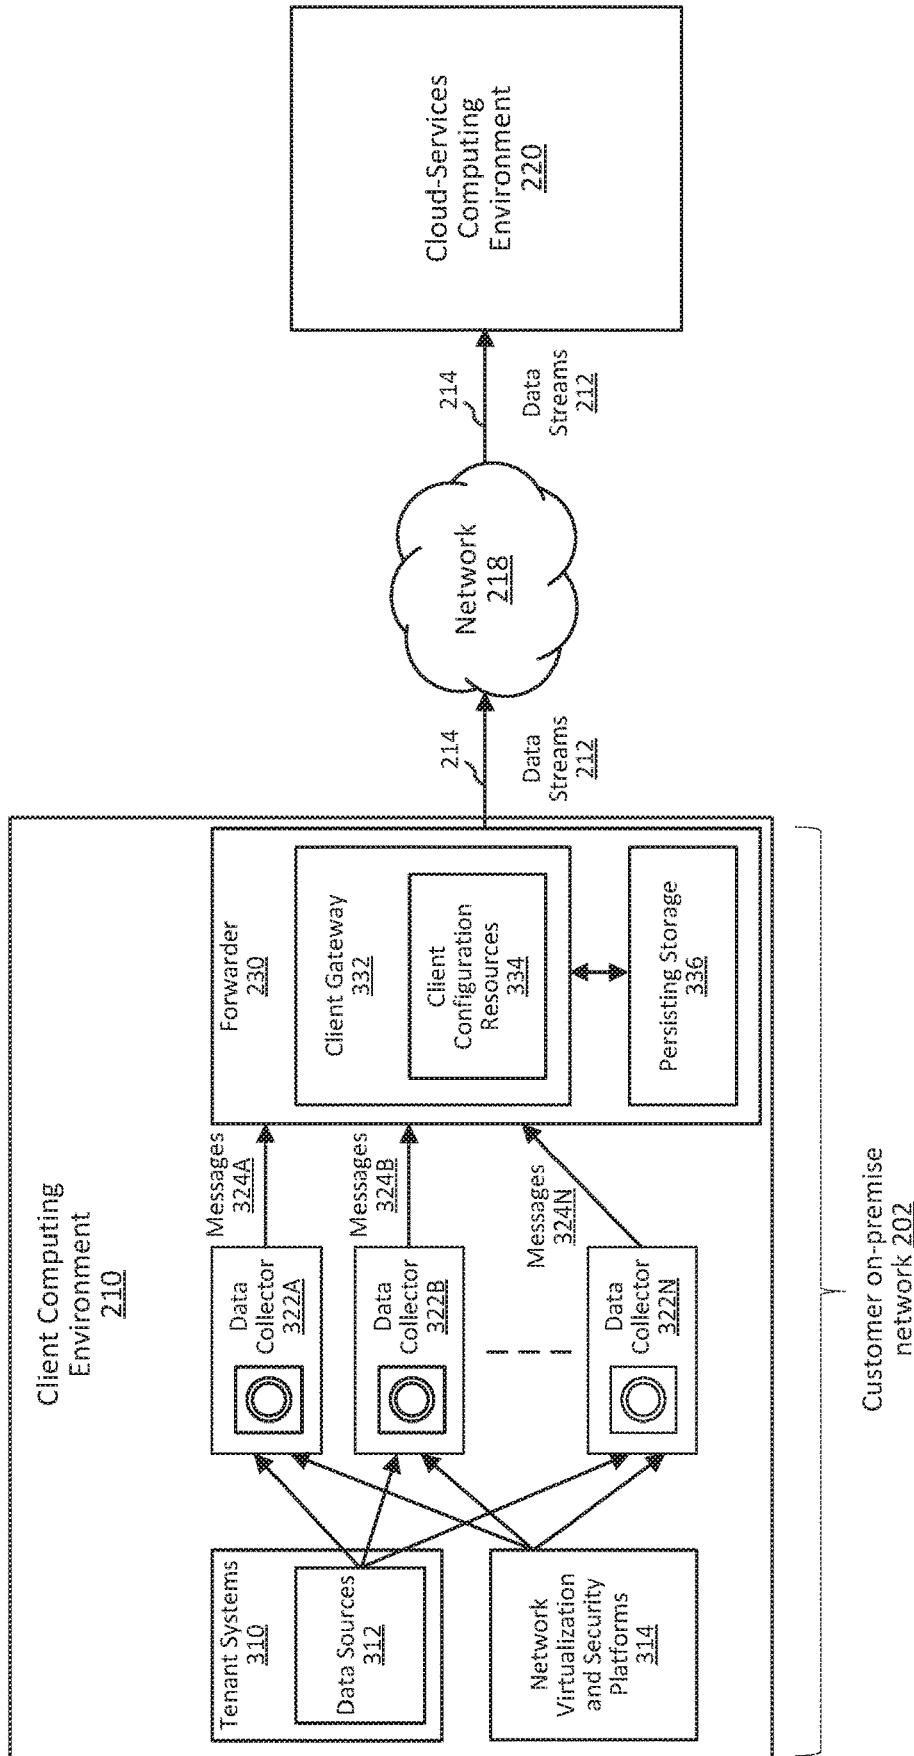 Client Computing
Environment
210
Tenant Systems
310
Data Sources
312
Network
Virtualization
and Security
Platforms
314
Data
Collector
322A
Data
Collector
322B
Data
Collector
322N
Messages
324A
Messages
324B
Messages
324N
Forwarder
230
Client Gateway
332
Client
Configuration
Resources
334
Persisting Storage
336
Customer on-premise
network 202
214
Data
Streams
212
Network
218
214
Data
Streams
212
Cloud-Services
Computing
Environment
220